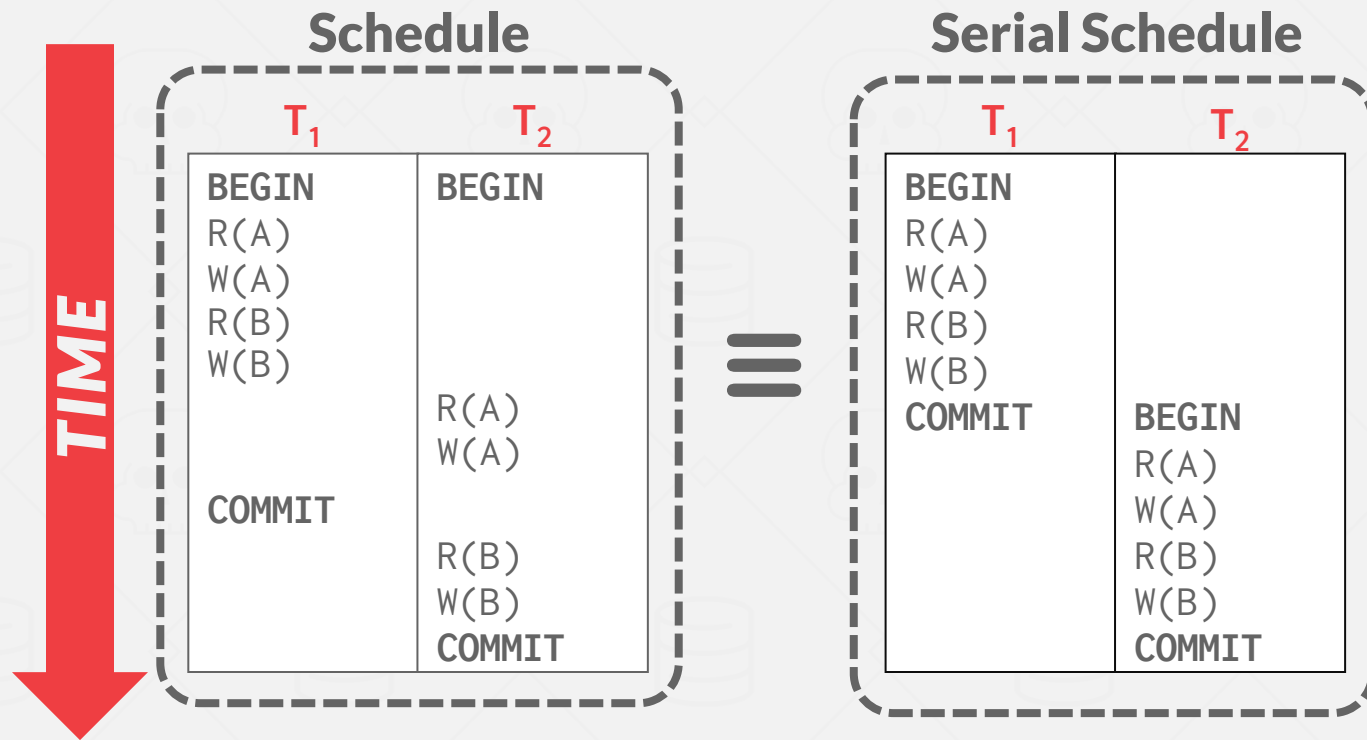 Schedule
Serial Schedule
TIME
T1 T2
BEGIN BEGIN
R(A)
W(A)
R(B)
W(B)
R(A)
W(A)
COMMIT
R(B)
W(B)
COMMIT
≡
T1 T2
BEGIN
R(A)
W(A)
R(B)
W(B)
COMMIT BEGIN
R(A)
W(A)
R(B)
W(B)
COMMIT